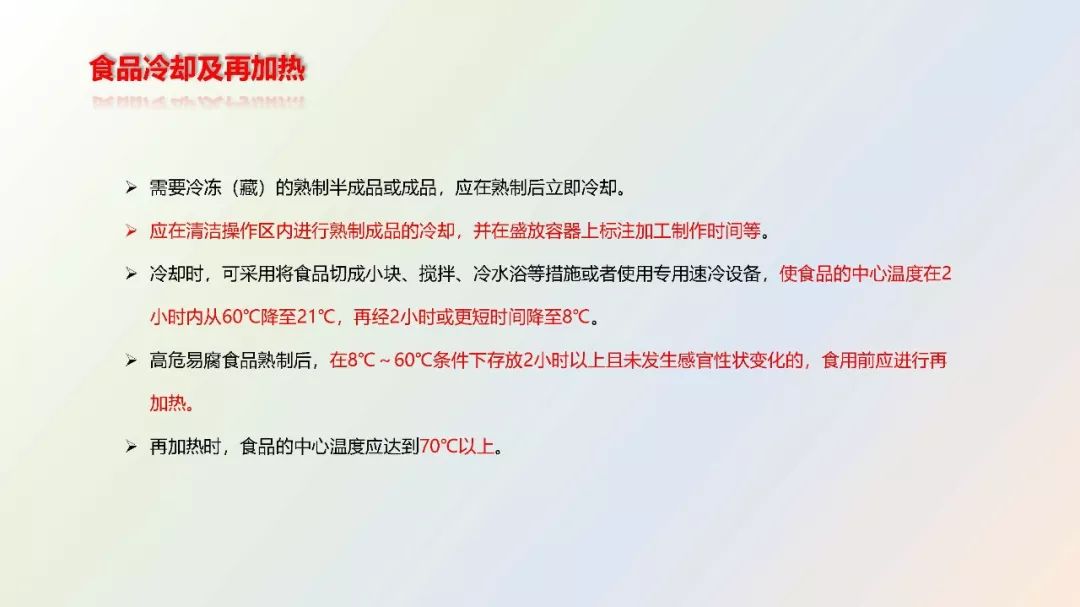 食品冷却及再加热
➢ 需要冷冻（藏）的熟制半成品或成品，应在熟制后立即冷却。
➢ 应在清洁操作区内进行熟制成品的冷却，并在盛放容器上标注加工制作时间等。
➢ 冷却时，可采用将食品切成小块、搅拌、冷水浴等措施或者使用专用速冷设备，使食品的中心温度在2
小时内从60℃降至21℃，再经2小时或更短时间降至8℃。
➢ 高危易腐食品熟制后，在8℃～60℃条件下存放2小时以上且未发生感官性状变化的，食用前应进行再
加热。
➢ 再加热时，食品的中心温度应达到70℃以上。